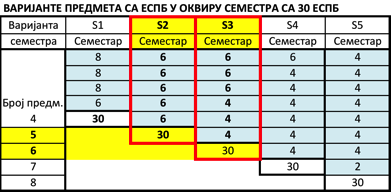 ВАРИЈАНТЕ ПРЕДМЕТА СА ЕСПБ У ОКВИРУ СЕМЕСТРА СА 30 ЕСПБ
Варијанта S1 S2 S3 S4 S5
семестра Семестар Семестар Семестар Семестар Семестар
8 6 6 6 4
8 6 6 4 4
8 6 6 4 4
Број предм. 6 6 4 4 4
4 30 6 4 4 4
5 30 4 4 4
6 30 4 4
7 30 2
8 30